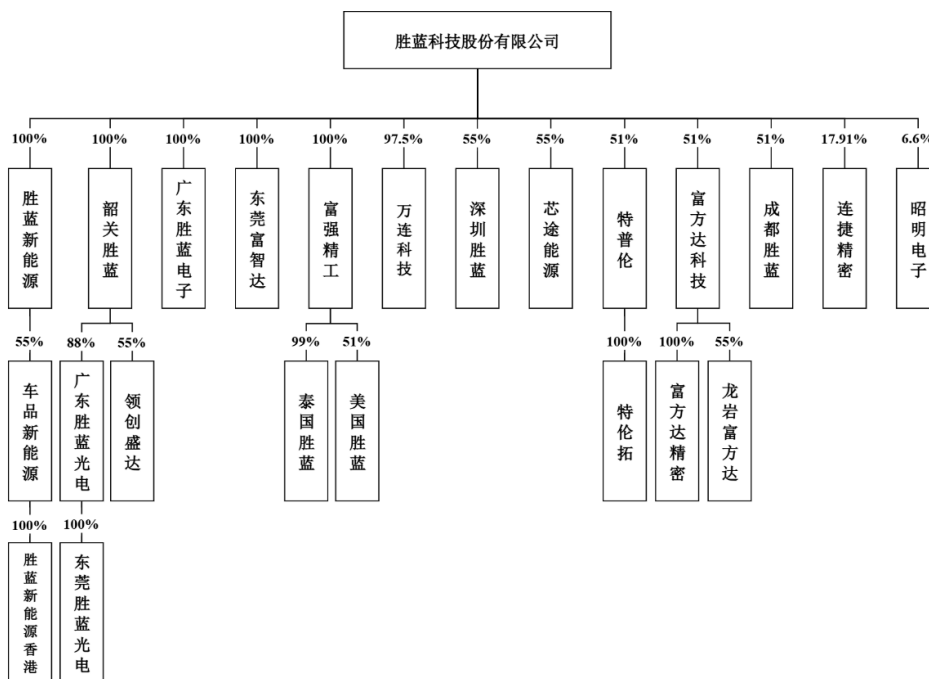 胜蓝科技股份有限公司
100% 100% 100% 100% 100% 97.5% 55% 55% 51% 51% 51% 17.91% 6.6%
胜蓝新能源
韶关胜蓝
广东胜蓝电子
东莞富智达
富强精工
万连科技
深圳胜蓝
芯途能源
特普伦
富方达科技
成都胜蓝
连捷精密
昭明电子
55% 88% 55% 99% 51% 100% 100% 55%
车品新能源
广东胜蓝光电
领创盛达
泰国胜蓝
美国胜蓝
特伦拓
富方达精密
龙岩富方达
100% 100%
胜蓝新能源香港
东莞胜蓝光电